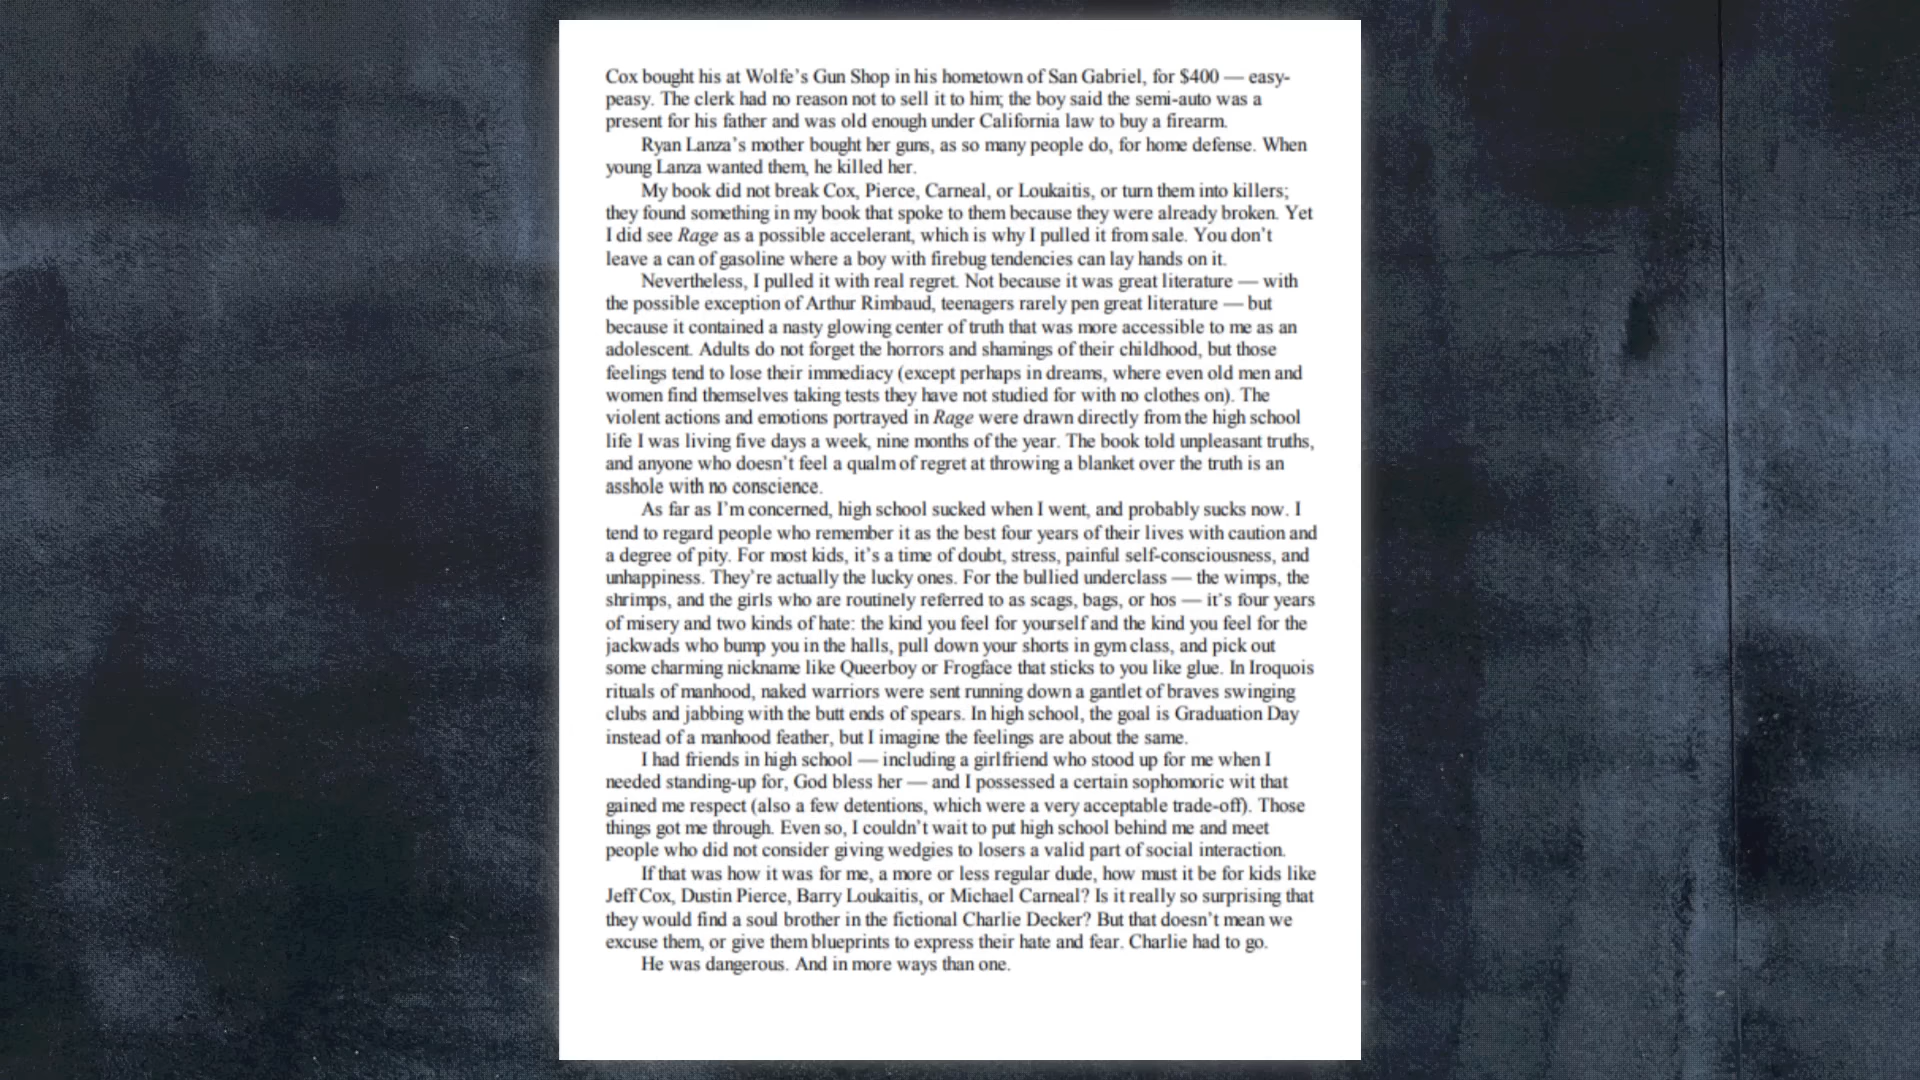 Cox bought his at Wolfe's Gun Shop in his hometown of San Gabriel, for $400 — easy-
peasy. The clerk had no reason not to sell it to him; the boy said the semi-auto was a
present for his father and was old enough under California law to buy a firearm.
Ryan Lanza's mother bought her guns, as so many people do, for home defense. When
young Lanza wanted them, he killed her.
My book did not break Cox, Pierce, Carneal, or Loukaitis, or turn them into killers;
they found something in my book that spoke to them because they were already broken. Yet
I did see Rage as a possible accelerant, which is why I pulled it from sale. You don't
leave a can of gasoline where a boy with firebug tendencies can lay hands on it.
Nevertheless, I pulled it with real regret. Not because it was great literature — with
the possible exception of Arthur Rimbaud, teenagers rarely pen great literature — but
because it contained a nasty glowing center of truth that was more accessible to me as an
adolescent. Adults do not forget the horrors and shamings of their childhood, but those
feelings tend to lose their immediacy (except perhaps in dreams, where even old men and
women find themselves taking tests they have not studied for with no clothes on). The
violent actions and emotions portrayed in Rage were drawn directly from the high school
life I was living five days a week, nine months of the year. The book told unpleasant truths,
and anyone who doesn't feel a qualm of regret at throwing a blanket over the truth is an
asshole with no conscience.
As far as I'm concerned, high school sucked when I went, and probably sucks now. I
tend to regard people who remember it as the best four years of their lives with caution and
a degree of pity. For most kids, it's a time of doubt, stress, painful self-consciousness, and
unhappiness. They're actually the lucky ones. For the bullied underclass — the wimps, the
shrimps, and the girls who are routinely referred to as scags, bags, or hos — it's four years
of misery and two kinds of hate: the kind you feel for yourself and the kind you feel for the
jackwads who bump you in the halls, pull down your shorts in gym class, and pick out
some charming nickname like Queerboy or Frogface that sticks to you like glue. In Iroquois
rituals of manhood, naked warriors were sent running down a gantlet of braves swinging
clubs and jabbing with the butt ends of spears. In high school, the goal is Graduation Day
instead of a manhood feather, but I imagine the feelings are about the same.
I had friends in high school — including a girlfriend who stood up for me when I
needed standing-up for, God bless her — and I possessed a certain sophomoric wit that
gained me respect (also a few detentions, which were a very acceptable trade-off). Those
things got me through. Even so, I couldn't wait to put high school behind me and meet
people who did not consider giving wedgies to losers a valid part of social interaction.
If that was how it was for me, a more or less regular dude, how must it be for kids like
Jeff Cox, Dustin Pierce, Barry Loukaitis, or Michael Carneal? Is it really so surprising that
they would find a soul brother in the fictional Charlie Decker? But that doesn't mean we
excuse them, or give them blueprints to express their hate and fear. Charlie had to go.
He was dangerous. And in more ways than one.